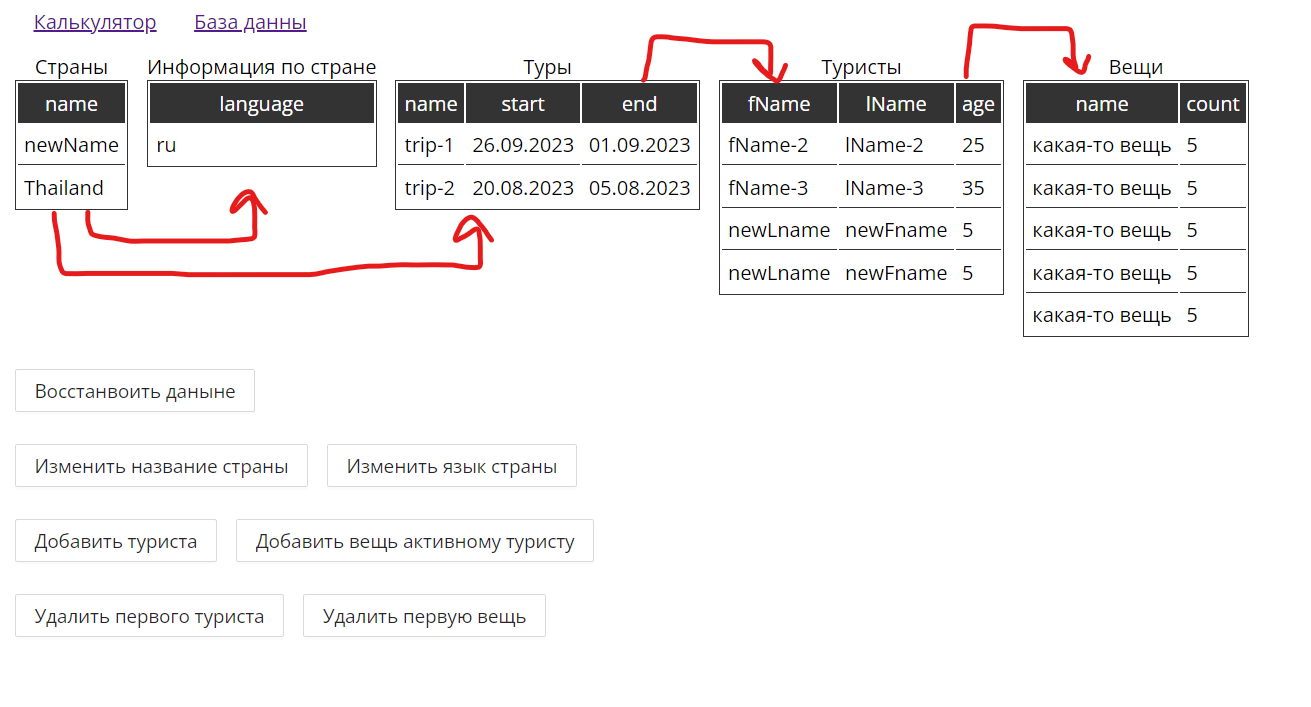 Калькулятор База данны
Страны Информация по стране Туры Туристы Вещи
name language name start end fName lName age name count
newName ru trip-1 26.09.2023 01.09.2023 fName-2 lName-2 25 какая-то вещь 5
Thailand trip-2 20.08.2023 05.08.2023 fName-3 lName-3 35 какая-то вещь 5
newLname newFname 5 какая-то вещь 5
newLname newFname 5 какая-то вещь 5
какая-то вещь 5
Восстанвоить даныне
Изменить название страны Изменить язык страны
Добавить туриста Добавить вещь активному туристу
Удалить первого туриста Удалить первую вещь